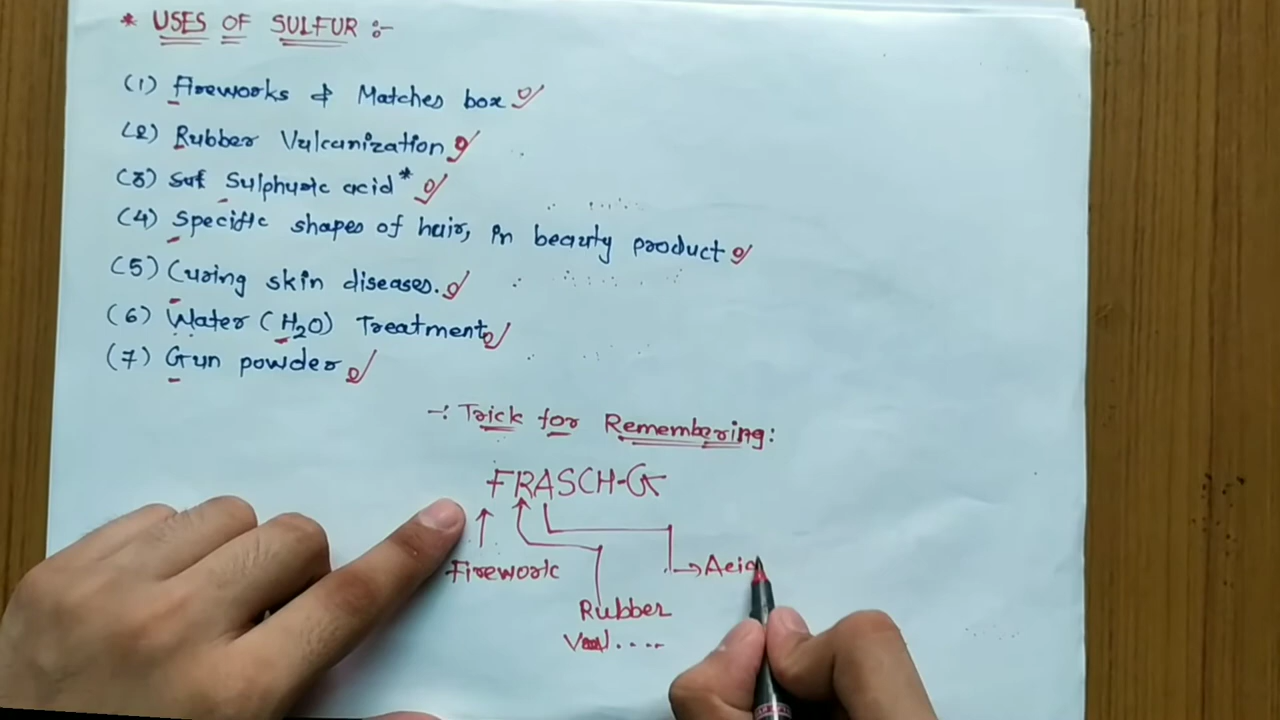 * USES OF SULFUR :-
(1) Fireworks & Matches box
(2) Rubber Vulcanization
(3) Sulphuric acid*
(4) Specific shapes of hair, in beauty product
(5) Curing skin diseases.
(6) Water (H2O) Treatment
(7) Gun powder
-: Trick for Remembering:
FRASCH-G
Firework
Acid
Rubber
....